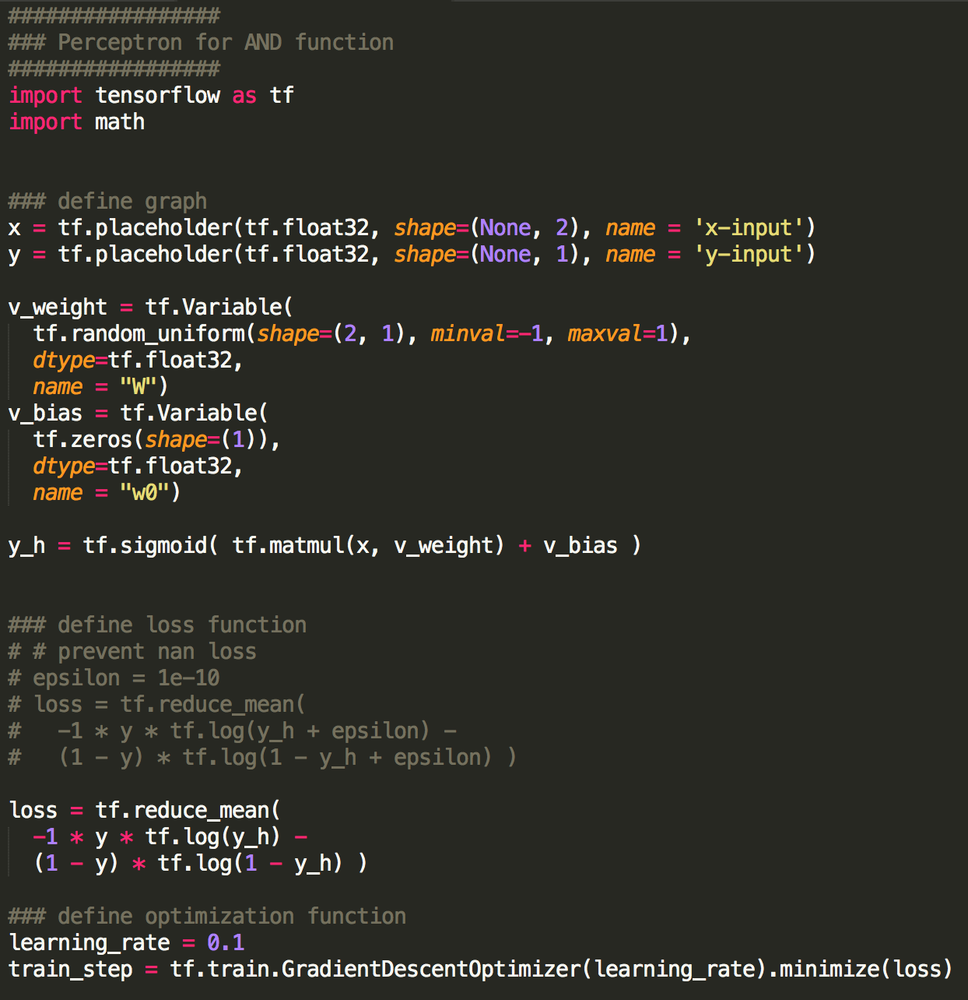 #################
### Perceptron for AND function
#################
import tensorflow as tf
import math
### define graph
x = tf.placeholder(tf.float32, shape=(None, 2), name = 'x-input')
y = tf.placeholder(tf.float32, shape=(None, 1), name = 'y-input')
v_weight = tf.Variable(
  tf.random_uniform(shape=(2, 1), minval=-1, maxval=1),
  dtype=tf.float32,
  name = "W")
v_bias = tf.Variable(
  tf.zeros(shape=(1)),
  dtype=tf.float32,
  name = "w0")
y_h = tf.sigmoid( tf.matmul(x, v_weight) + v_bias )
### define loss function
# # prevent nan loss
# epsilon = 1e-10
# loss = tf.reduce_mean(
#   -1 * y * tf.log(y_h + epsilon) -
#   (1 - y) * tf.log(1 - y_h + epsilon) )
loss = tf.reduce_mean(
  -1 * y * tf.log(y_h) -
  (1 - y) * tf.log(1 - y_h) )
### define optimization function
learning_rate = 0.1
train_step = tf.train.GradientDescentOptimizer(learning_rate).minimize(loss)